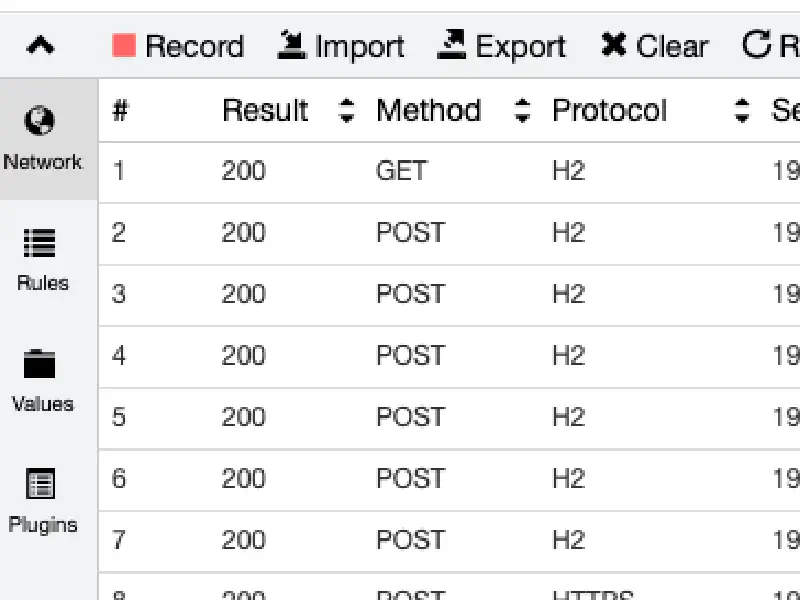 Record Import Export Clear R
# Result Method Protocol Se
Network
1 200 GET H2 19
2 200 POST H2 19
Rules
3 200 POST H2 19
4 200 POST H2 19
Values
5 200 POST H2 19
6 200 POST H2 19
Plugins
7 200 POST H2 19
8 200 POST HTTPS 19